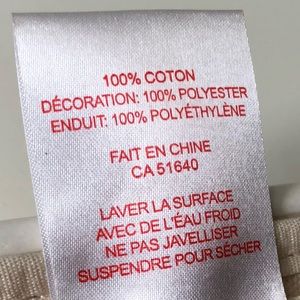 100% COTON
DÉCORATION: 100% POLYESTER
ENDUIT: 100% POLYÉTHYLÈNE
FAIT EN CHINE
CA 51640
LAVER LA SURFACE
AVEC DE L'ÉAU FROID
NE PAS JAVELLISER
SUSPENDRE POUR SÉCHER